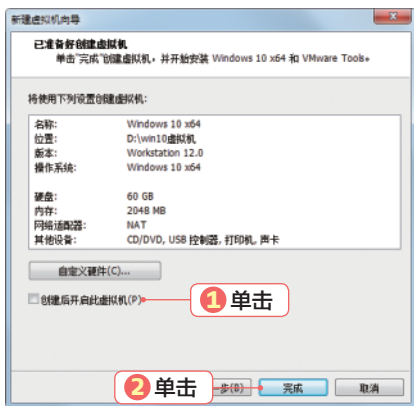 新建虚拟机向导
已准备好创建虚拟机
单击"完成"创建虚拟机，并开始安装 Windows 10 x64 和 VMware Tools。
将使用下列设置创建虚拟机:
名称: Windows 10 x64
位置: D:\win10虚拟机
版本: Workstation 12.0
操作系统: Windows 10 x64
硬盘: 60 GB
内存: 2048 MB
网络适配器: NAT
其他设备: CD/DVD, USB 控制器, 打印机, 声卡
自定义硬件(C)...
创建后开启此虚拟机(P)
1 单击
2 单击
步(B)
完成
取消